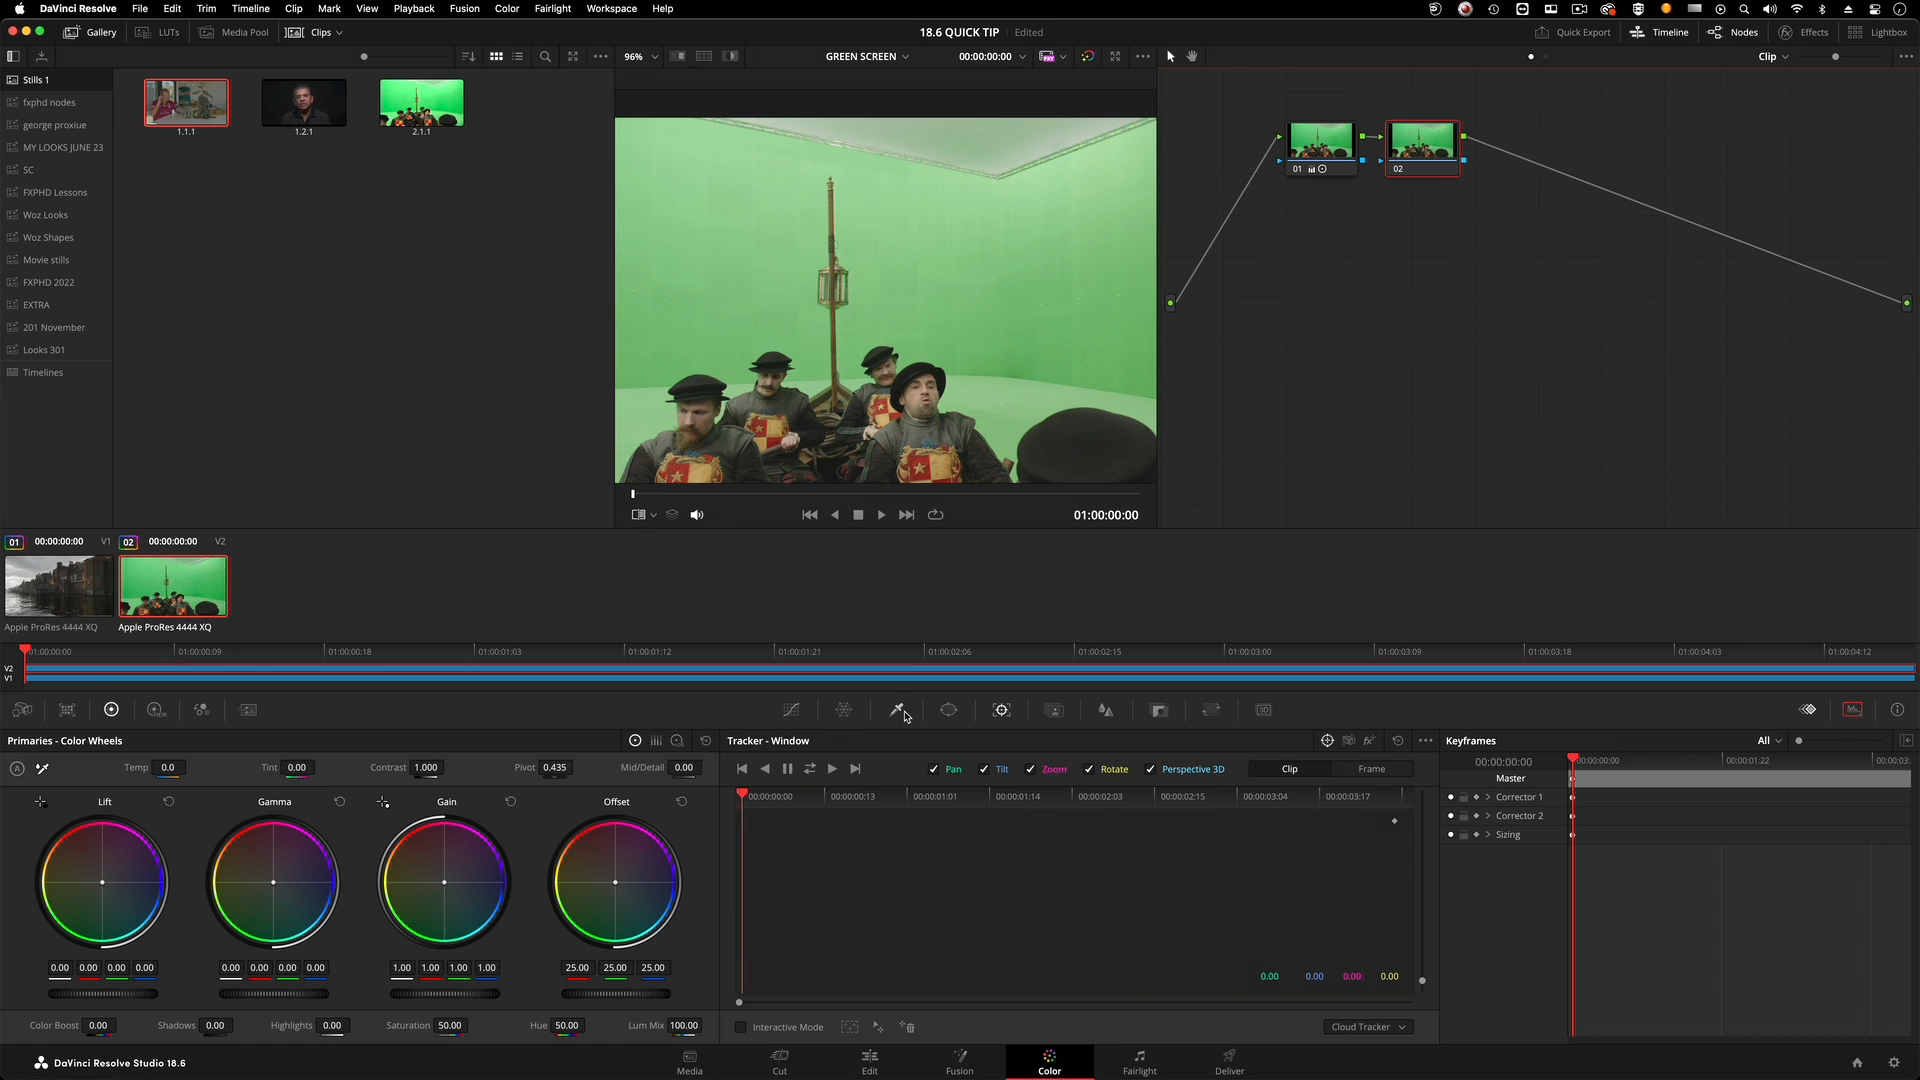 DaVinci Resolve File Edit Trim Timeline Clip Mark View Playback Fusion Color Fairlight Workspace Help
Gallery LUTs Media Pool Clips 18.6 QUICK TIP Edited Quick Export Timeline Nodes Effects Lightbox
96% GREEN SCREEN 00:00:00:00 Clip
Stills 1
fxphd nodes
george proxiue
MY LOOKS JUNE 23
SC
FXPHD Lessons
Woz Looks
Woz Shapes
Movie stills
FXPHD 2022
EXTRA
201 November
Looks 301
Timelines
1.1.1 1.2.1 2.1.1
01 02
01:00:00:00
01 00:00:00:00 V1 02 00:00:00:00 V2
Apple ProRes 4444 XQ Apple ProRes 4444 XQ
01:00:00:00 01:00:00:09 01:00:00:18 01:00:01:03 01:00:01:12 01:00:01:21 01:00:02:06 01:00:02:15 01:00:03:00 01:00:03:09 01:00:03:18 01:00:04:03 01:00:04:12
V2
V1
HDR 3D
Primaries - Color Wheels
Temp 0.0 Tint 0.00 Contrast 1.000 Pivot 0.435 Mid/Detail 0.00
Lift Gamma Gain Offset
0.00 0.00 0.00 0.00 0.00 0.00 0.00 0.00 1.00 1.00 1.00 1.00 25.00 25.00 25.00
Color Boost 0.00 Shadows 0.00 Highlights 0.00 Saturation 50.00 Hue 50.00 Lum Mix 100.00
Tracker - Window
Pan Tilt Zoom Rotate Perspective 3D Clip Frame
00:00:00:00 00:00:00:13 00:00:01:01 00:00:01:14 00:00:02:03 00:00:02:15 00:00:03:04 00:00:03:17
0.00 0.00 0.00 0.00
Interactive Mode Cloud Tracker
Keyframes All
00:00:00:00 00:00:00:00 00:00:01:22 00:00:03:
Master
Corrector 1
Corrector 2
Sizing
DaVinci Resolve Studio 18.6
Media Cut Edit Fusion Color Fairlight Deliver